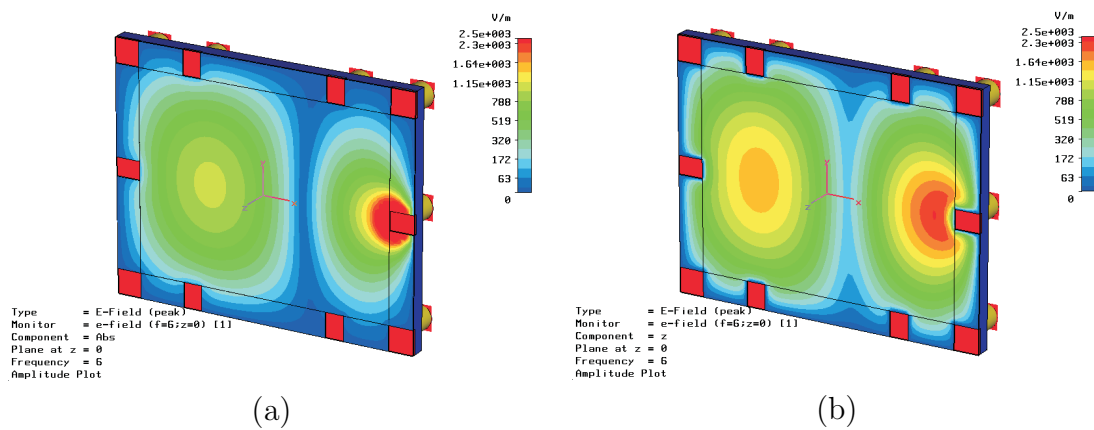 V/m
2.5e+003
2.3e+003
1.64e+003
1.15e+003
788
519
320
172
63
0
Y
X
Z
Type = E-Field (peak)
Monitor = e-field (f=6;z=0) [1]
Component = Abs
Plane at z = 0
Frequency = 6
Amplitude Plot
(a)
V/m
2.5e+003
2.3e+003
1.64e+003
1.15e+003
788
519
320
172
63
0
Y
X
Z
Type = E-Field (peak)
Monitor = e-field (f=6;z=0) [1]
Component = z
Plane at z = 0
Frequency = 6
Amplitude Plot
(b)